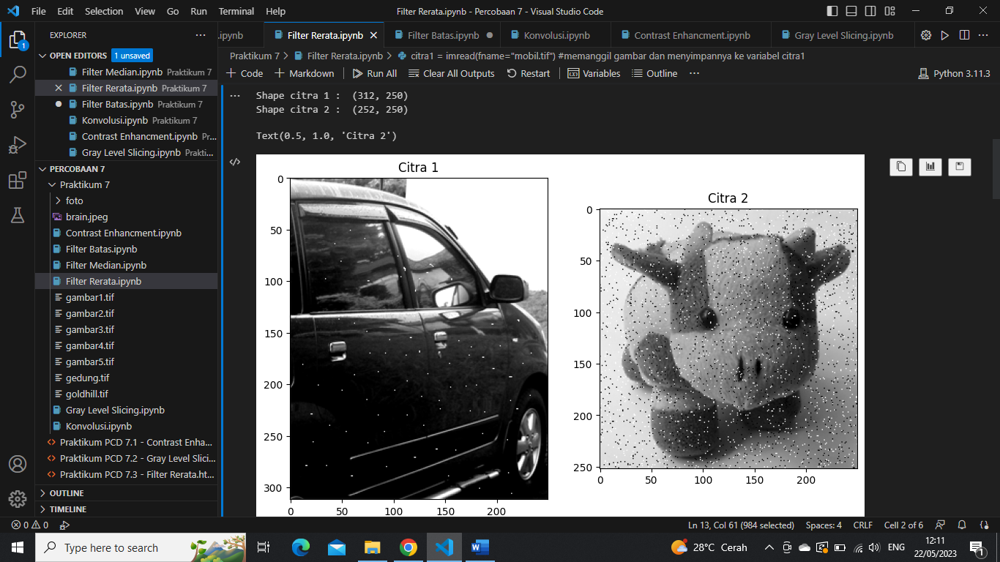 File Edit Selection View Go Run Terminal Help
Filter Rerata.ipynb - Percobaan 7 - Visual Studio Code
EXPLORER
OPEN EDITORS 1 unsaved
Filter Median.ipynb Praktikum 7
Filter Rerata.ipynb Praktikum 7
Filter Batas.ipynb Praktikum 7
Konvolusi.ipynb Praktikum 7
Contrast Enhancment.ipynb Pr...
Gray Level Slicing.ipynb Prakti...
PERCOBAAN 7
Praktikum 7
foto
brain.jpeg
Contrast Enhancment.ipynb
Filter Batas.ipynb
Filter Median.ipynb
Filter Rerata.ipynb
gambar1.tif
gambar2.tif
gambar3.tif
gambar4.tif
gambar5.tif
gedung.tif
goldhill.tif
Gray Level Slicing.ipynb
Konvolusi.ipynb
Praktikum PCD 7.1 - Contrast Enha...
Praktikum PCD 7.2 - Gray Level Slici...
Praktikum PCD 7.3 - Filter Rerata.ht...
OUTLINE
TIMELINE
.ipynb Filter Rerata.ipynb Filter Batas.ipynb Konvolusi.ipynb Contrast Enhancment.ipynb Gray Level Slicing.ipynb
Praktikum 7 > Filter Rerata.ipynb > citra1 = imread(fname="mobil.tif") #memanggil gambar dan menyimpannya ke variabel citra1
+ Code + Markdown Run All Clear All Outputs Restart Variables Outline ... Python 3.11.3
Shape citra 1 : (312, 250)
Shape citra 2 : (252, 250)
Text(0.5, 1.0, 'Citra 2')
Citra 1
0
50
100
150
200
250
300
0 50 100 150 200
Citra 2
0
50
100
150
200
250
0 50 100 150 200
0 0 Ln 13, Col 61 (984 selected) Spaces: 4 CRLF Cell 2 of 6
Type here to search
28°C Cerah
ENG
12:11
22/05/2023
1